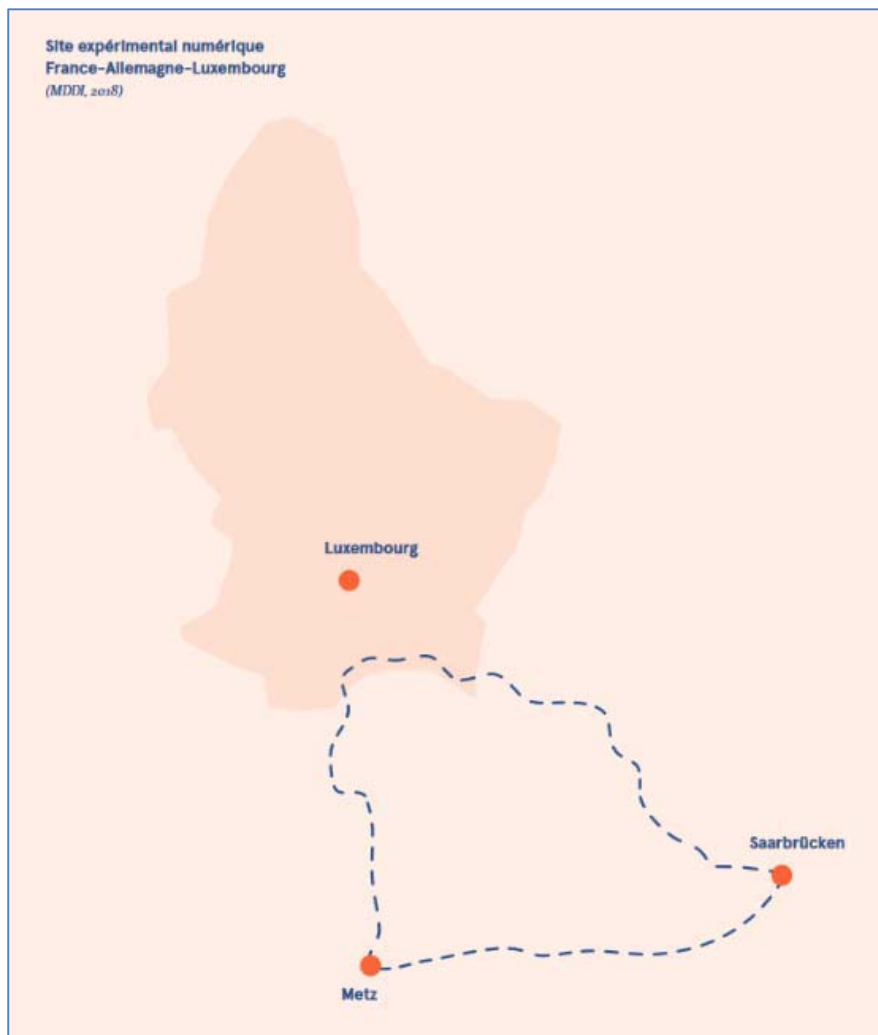 Site expérimental numérique
France-Allemagne-Luxembourg
(MDDI, 2018)
Luxembourg
Saarbrücken
Metz